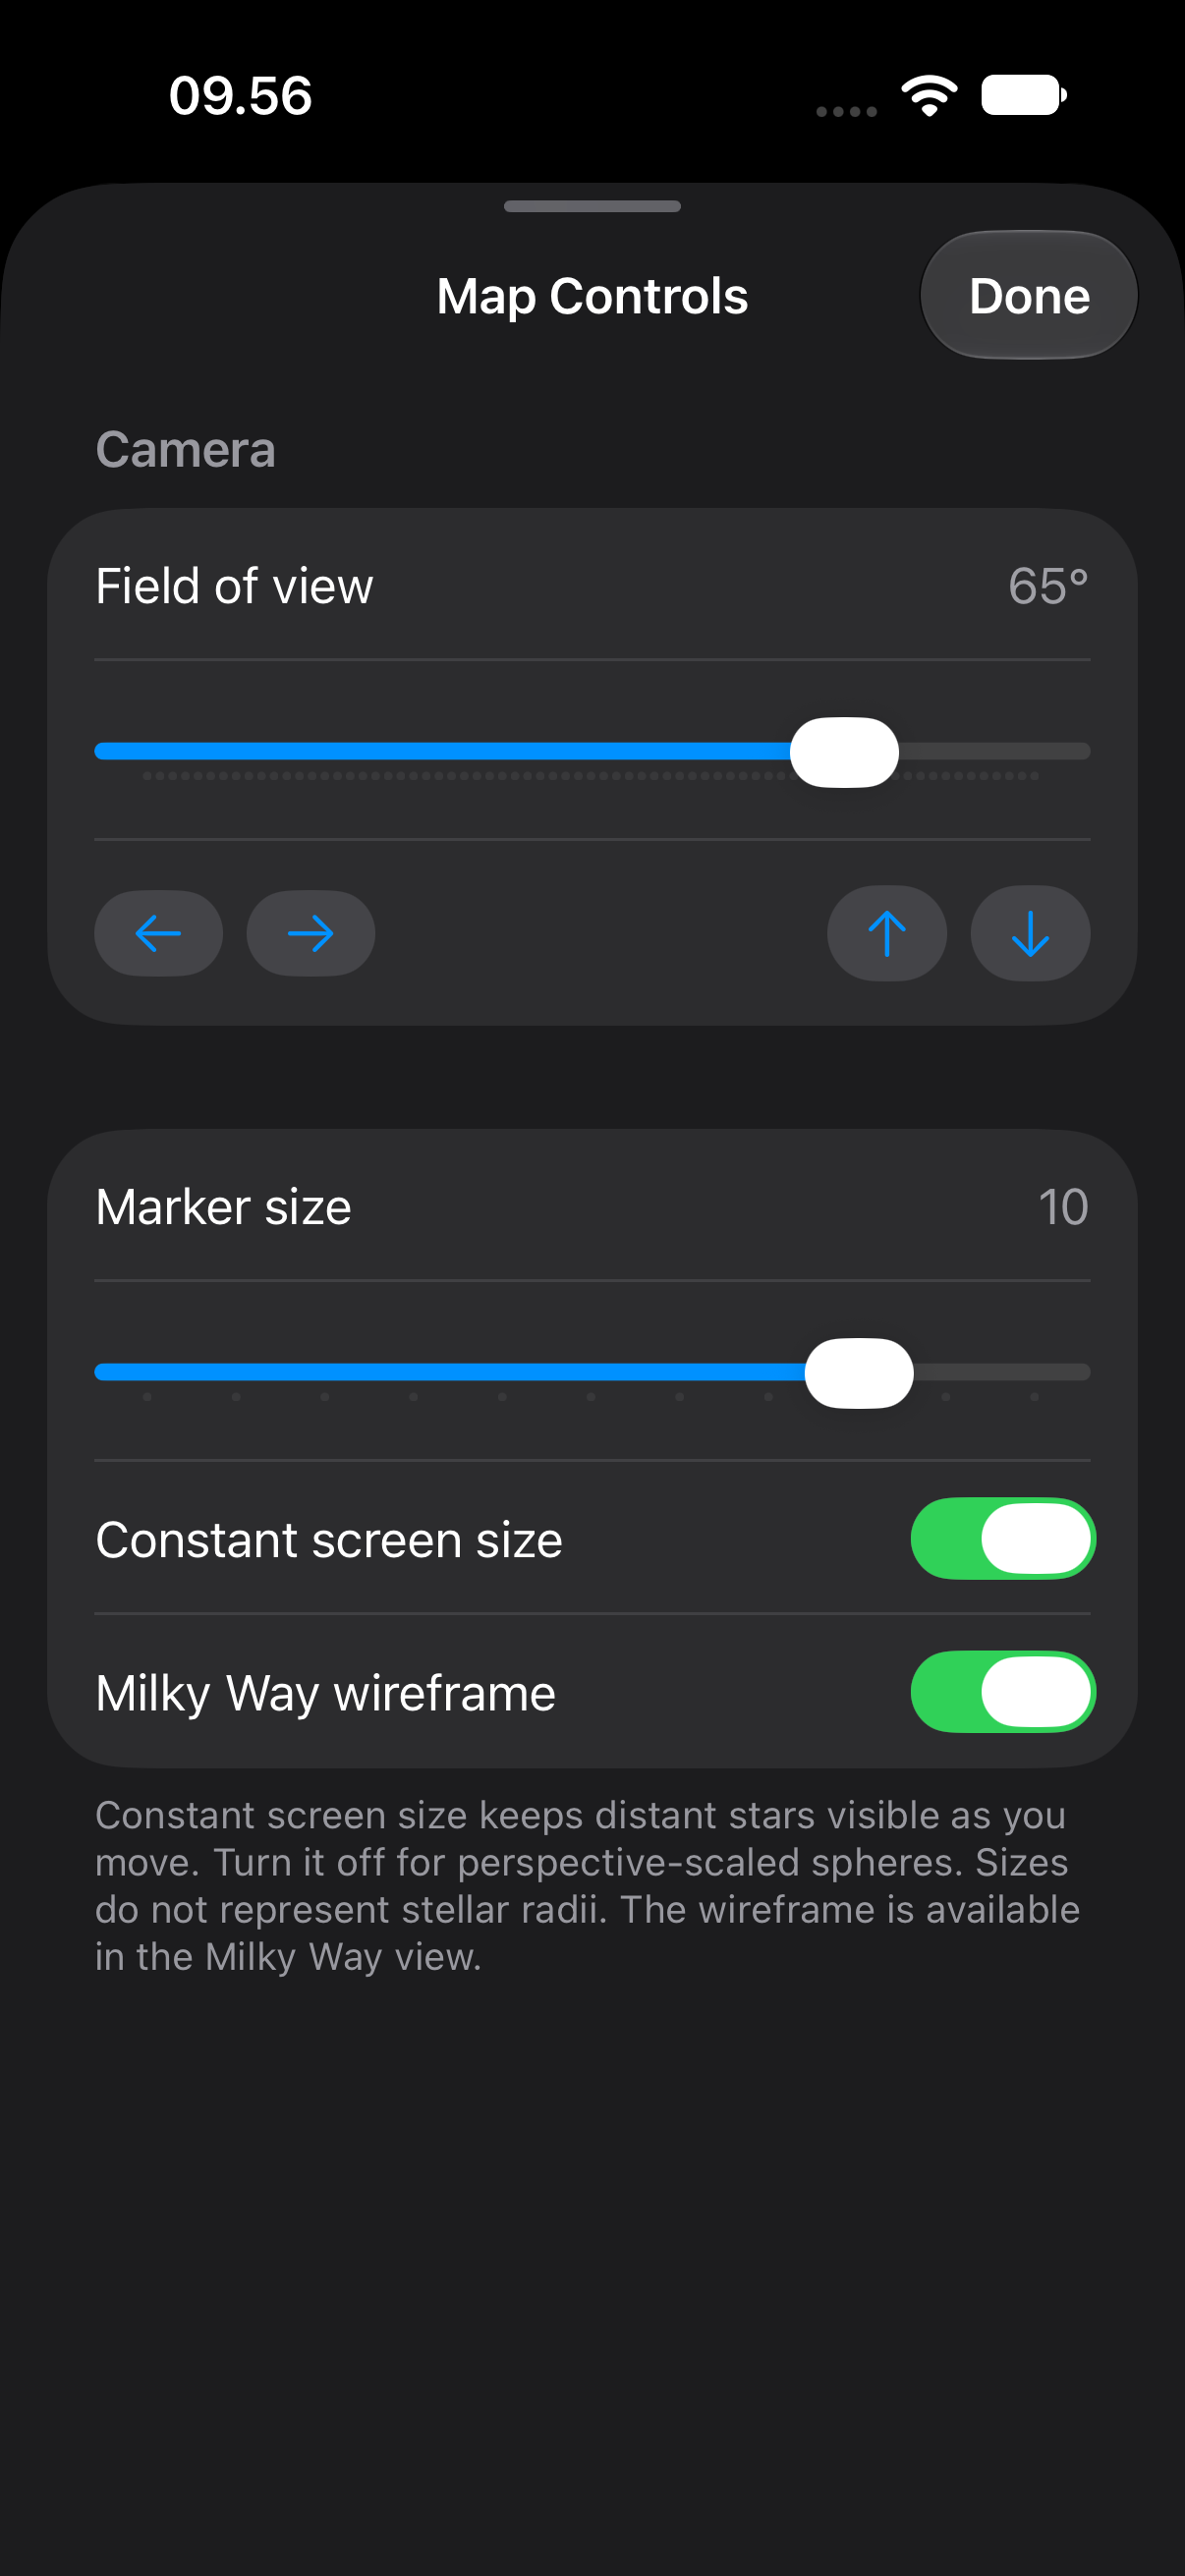 09.56
Map Controls
Done
Camera
Field of view
65°
Marker size
10
Constant screen size
Milky Way wireframe
Constant screen size keeps distant stars visible as you
move. Turn it off for perspective-scaled spheres. Sizes
do not represent stellar radii. The wireframe is available
in the Milky Way view.